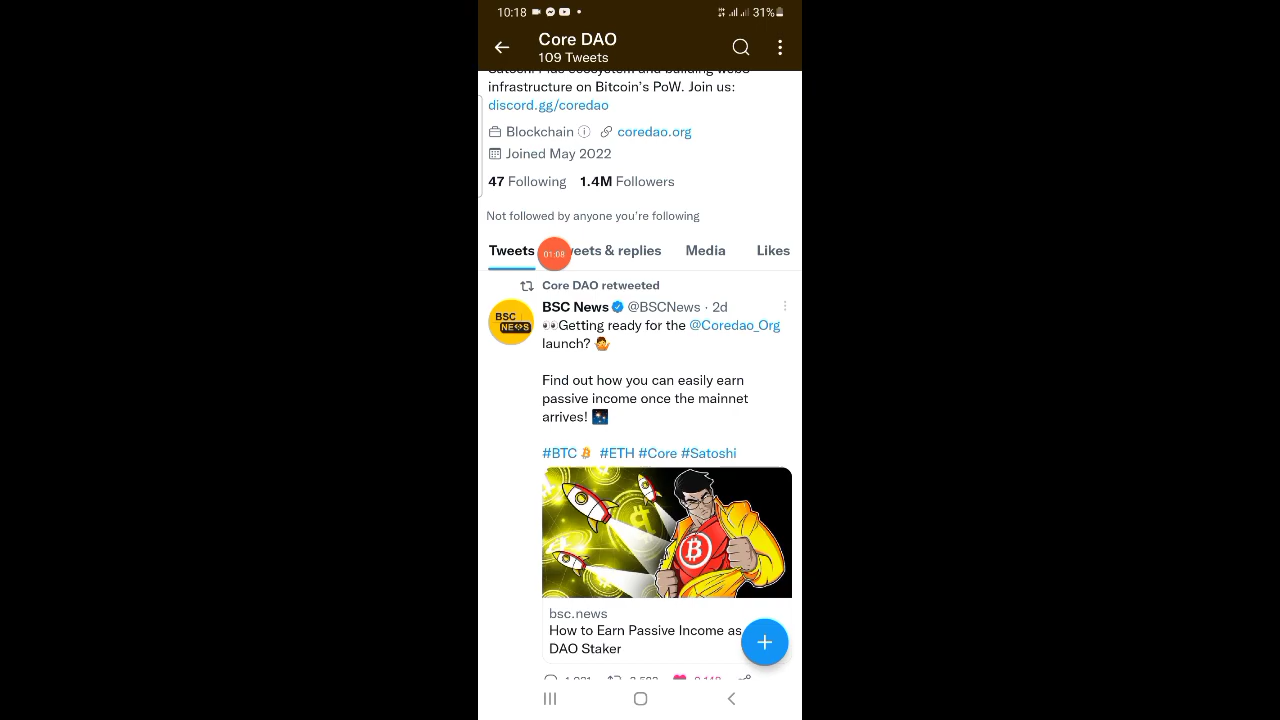 10:18 31%
Core DAO
109 Tweets
infrastructure on Bitcoin's PoW. Join us:
discord.gg/coredao
Blockchain coredao.org
Joined May 2022
47 Following 1.4M Followers
Not followed by anyone you're following
Tweets 01:08 eets & replies Media Likes
Core DAO retweeted
BSC News @BSCNews · 2d
BSC NEWS
👀Getting ready for the @Coredao_Org
launch? 🤷
Find out how you can easily earn
passive income once the mainnet
arrives! 🎆
#BTC #ETH #Core #Satoshi
bsc.news
How to Earn Passive Income as
DAO Staker